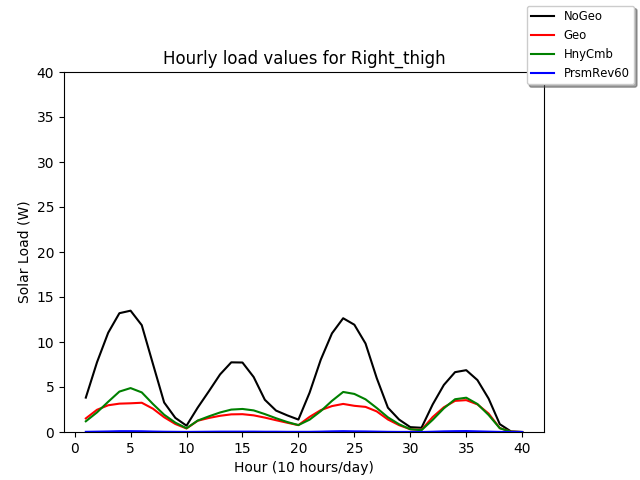 NoGeo
Geo
HnyCmb
PrsmRev60
Hourly load values for Right_thigh
40
35
30
25
20
15
10
5
0
Solar Load (W)
0 5 10 15 20 25 30 35 40
Hour (10 hours/day)